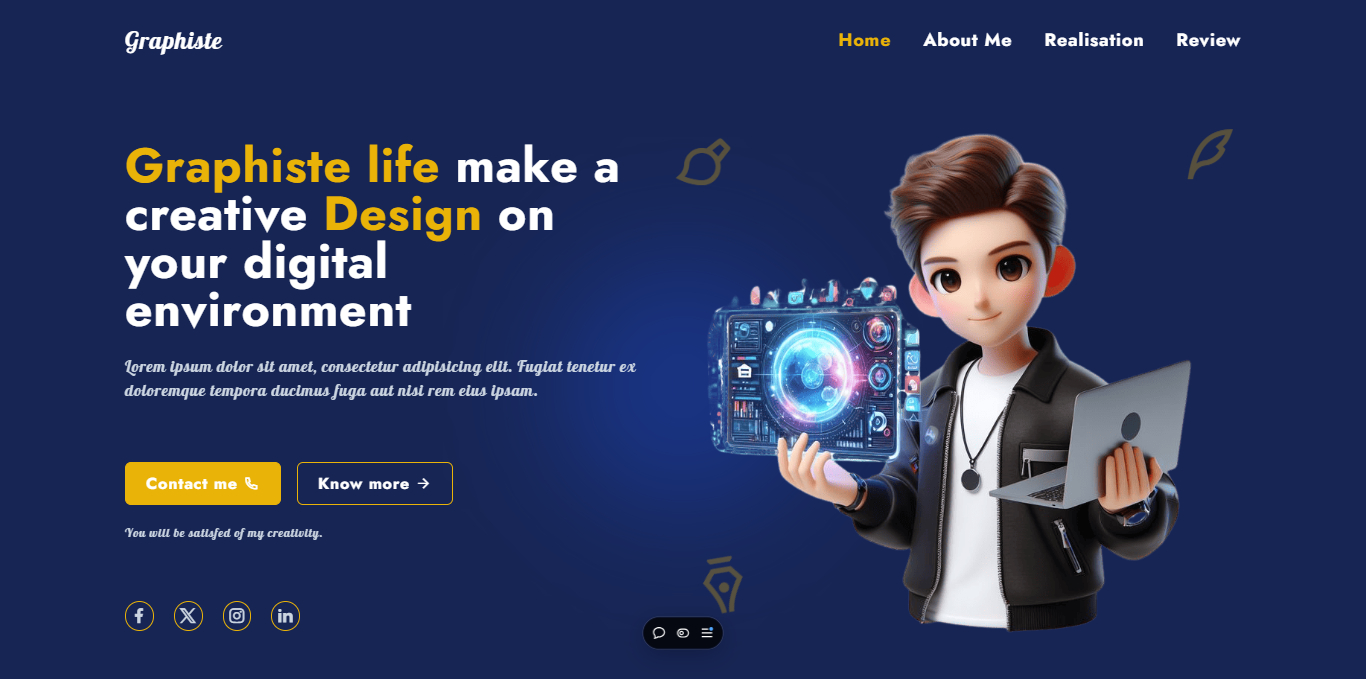 Graphiste
Home About Me Realisation Review
Graphiste life make a
creative Design on
your digital
environment
Lorem ipsum dolor sit amet, consectetur adipisicing elit. Fugiat tenetur ex
doloremque tempora ducimus fuga aut nisi rem eius ipsam.
Contact me
Know more
You will be satisfed of my creativity.